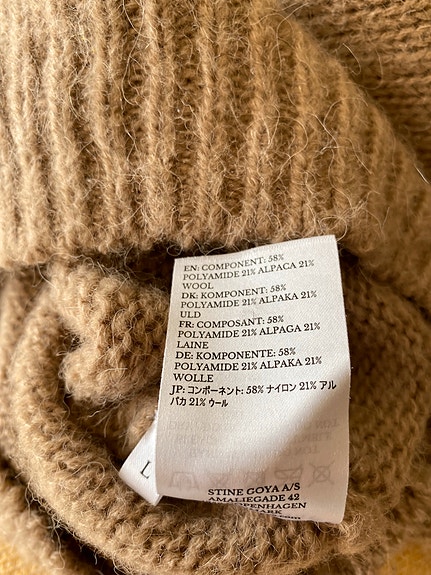 EN: COMPONENT: 58%
POLYAMIDE 21% ALPACA 21%
WOOL
DK: KOMPONENT: 58%
POLYAMIDE 21% ALPAKA 21%
ULD
FR: COMPOSANT: 58%
POLYAMIDE 21% ALPAGA 21%
LAINE
DE: KOMPONENTE: 58%
POLYAMIDE 21% ALPAKA 21%
WOLLE
JP: コンポーネント: 58% ナイロン 21% アル
パカ 21% ウール
L
STINE GOYA A/S
AMALIEGADE 42